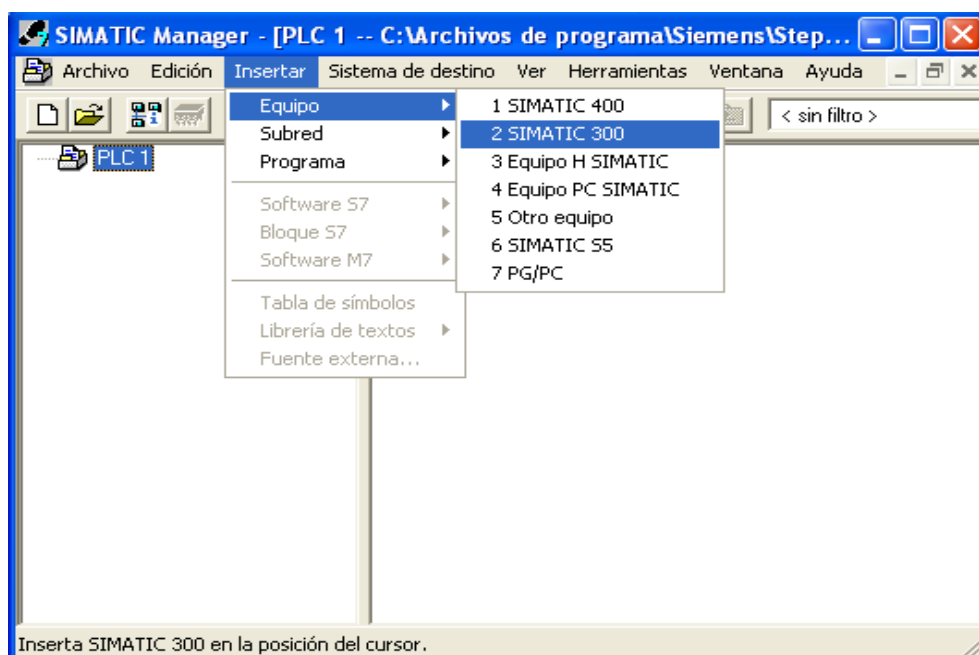 SIMATIC Manager - [PLC 1 -- C:\Archivos de programa\Siemens\Step...
Archivo Edición Insertar Sistema de destino Ver Herramientas Ventana Ayuda
< sin filtro >
PLC 1
Equipo
Subred
Programa
Software S7
Bloque S7
Software M7
Tabla de símbolos
Librería de textos
Fuente externa...
1 SIMATIC 400
2 SIMATIC 300
3 Equipo H SIMATIC
4 Equipo PC SIMATIC
5 Otro equipo
6 SIMATIC S5
7 PG/PC
Inserta SIMATIC 300 en la posición del cursor.